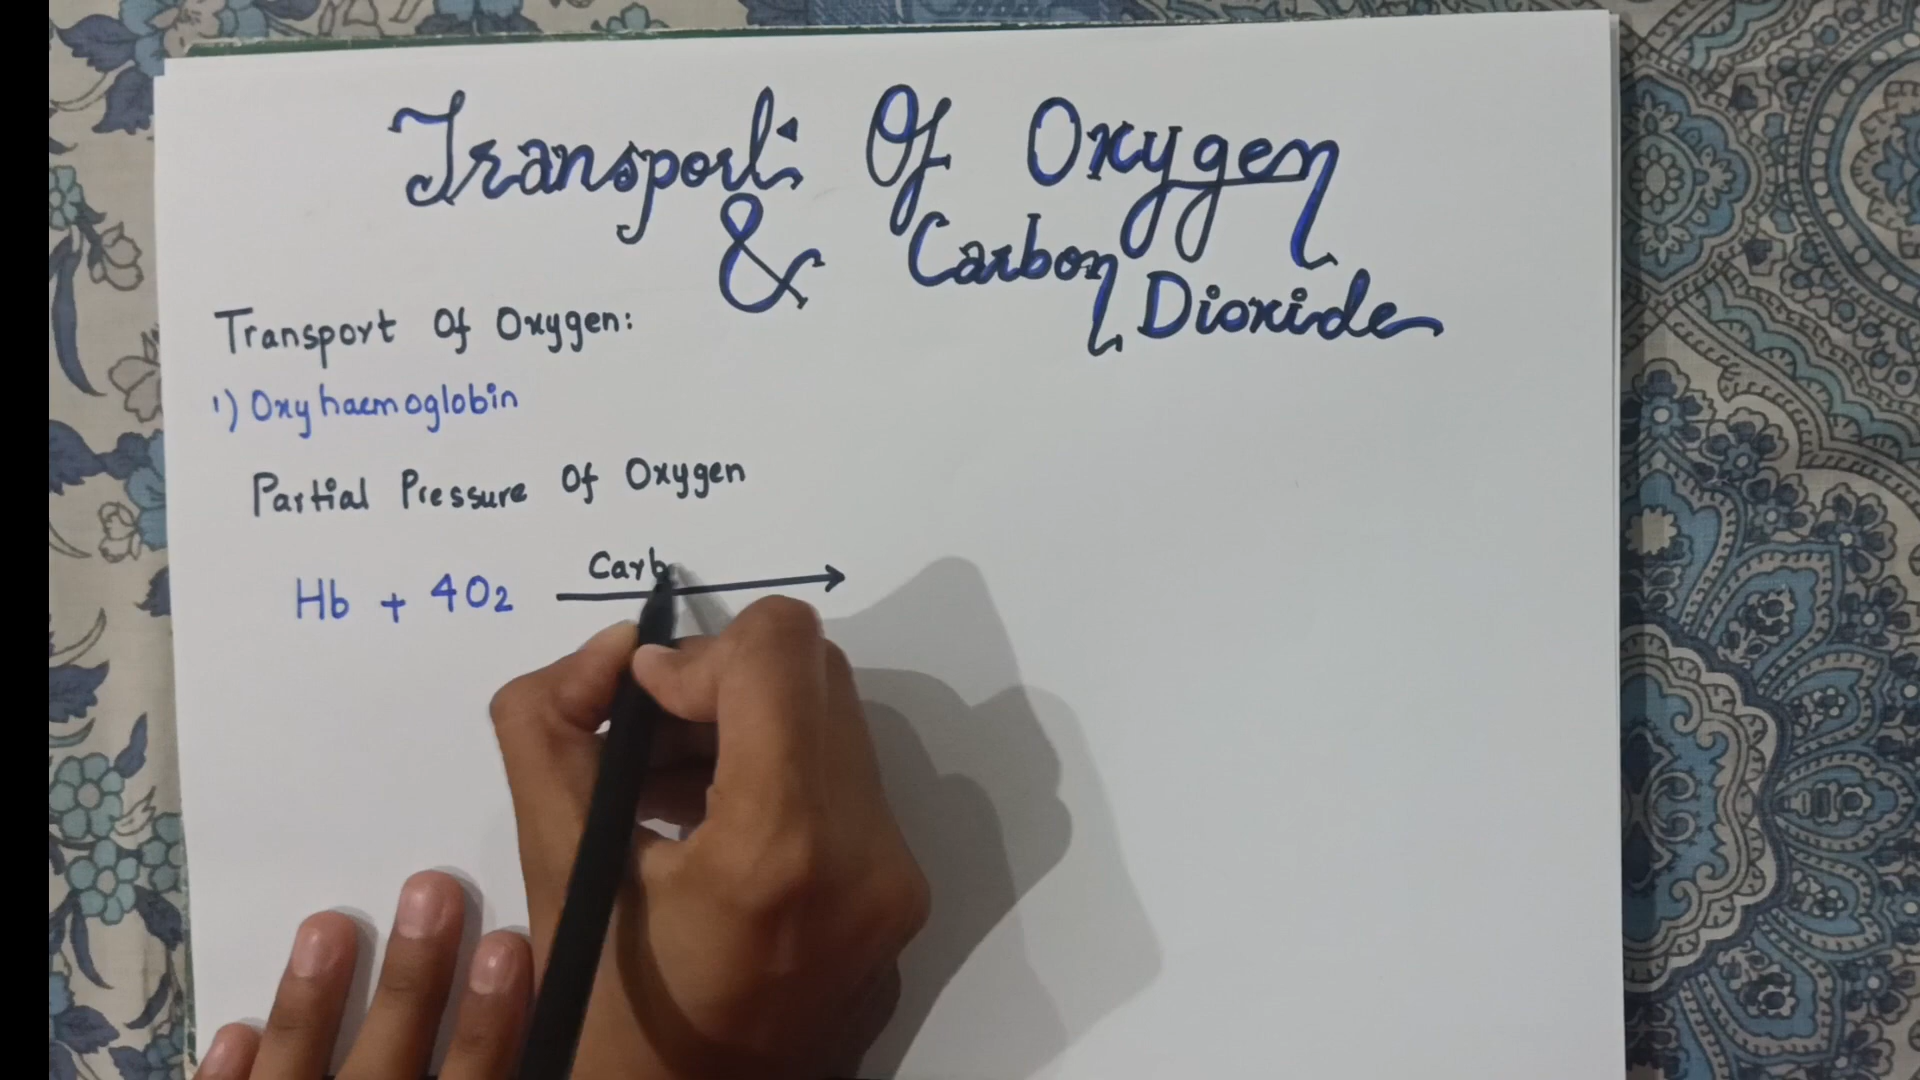 Transport Of Oxygen
& Carbon
Dioxide
Transport Of Oxygen:
1) Oxyhaemoglobin
Partial Pressure Of Oxygen
Carb
Hb + 4O2